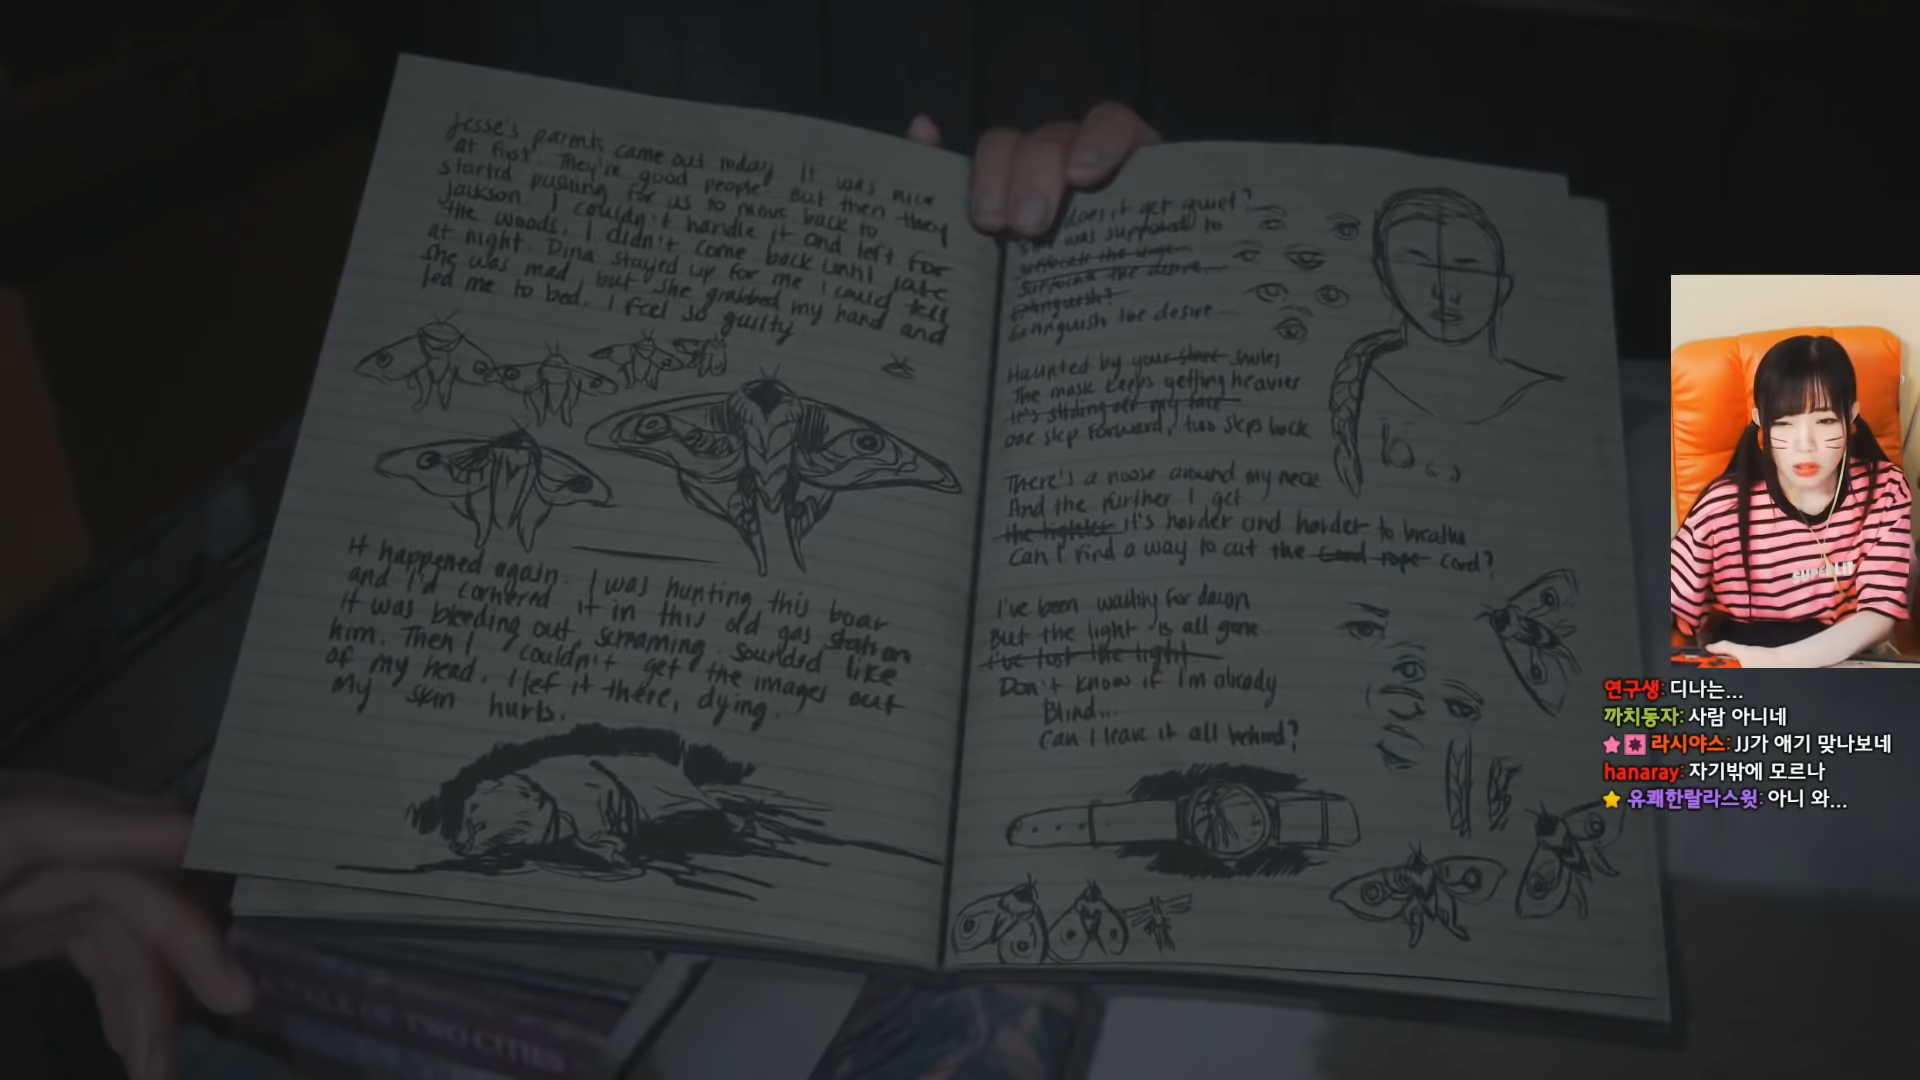 Jesse's parents came out today. It was nice
at first. They're good people. But then they
started pushing for us to move back to
Jackson. I couldn't handle it and left for
the woods. I didn't come back until late
at night. Dina stayed up for me I could tell
she was mad but she grabbed my hand and
led me to bed. I feel so guilty
It happened again. I was hunting this boar
and I'd cornered it in this old gas station.
It was bleeding out, screaming. Sounded like
him. Then I couldn't get the images out
of my head. I left it there, dying.
My skin hurts.
does it get quiet?
was supposed to
suffocate the urge...
suffocate the desire...
extinguish?
Extinguish the desire
Haunted by your stare smile,
The mask keeps getting heavier
It's sliding off my face
One step forward, two steps back
There's a noose around my neck
And the further I get
the tighter it's harder and harder to breathe
Can I find a way to cut the cord rope cord?
I've been waiting for dawn
But the light is all gone
I've lost the light
Don't know if I'm already
Blind...
Can I leave it all behind?
A TALE OF TWO CITIES
연구생: 디나는...
까치동자: 사람 아니네
라시야스: JJ가 애기 맞나보네
hanaray: 자기밖에 모르나
유쾌한랄라스윗: 아니 와...